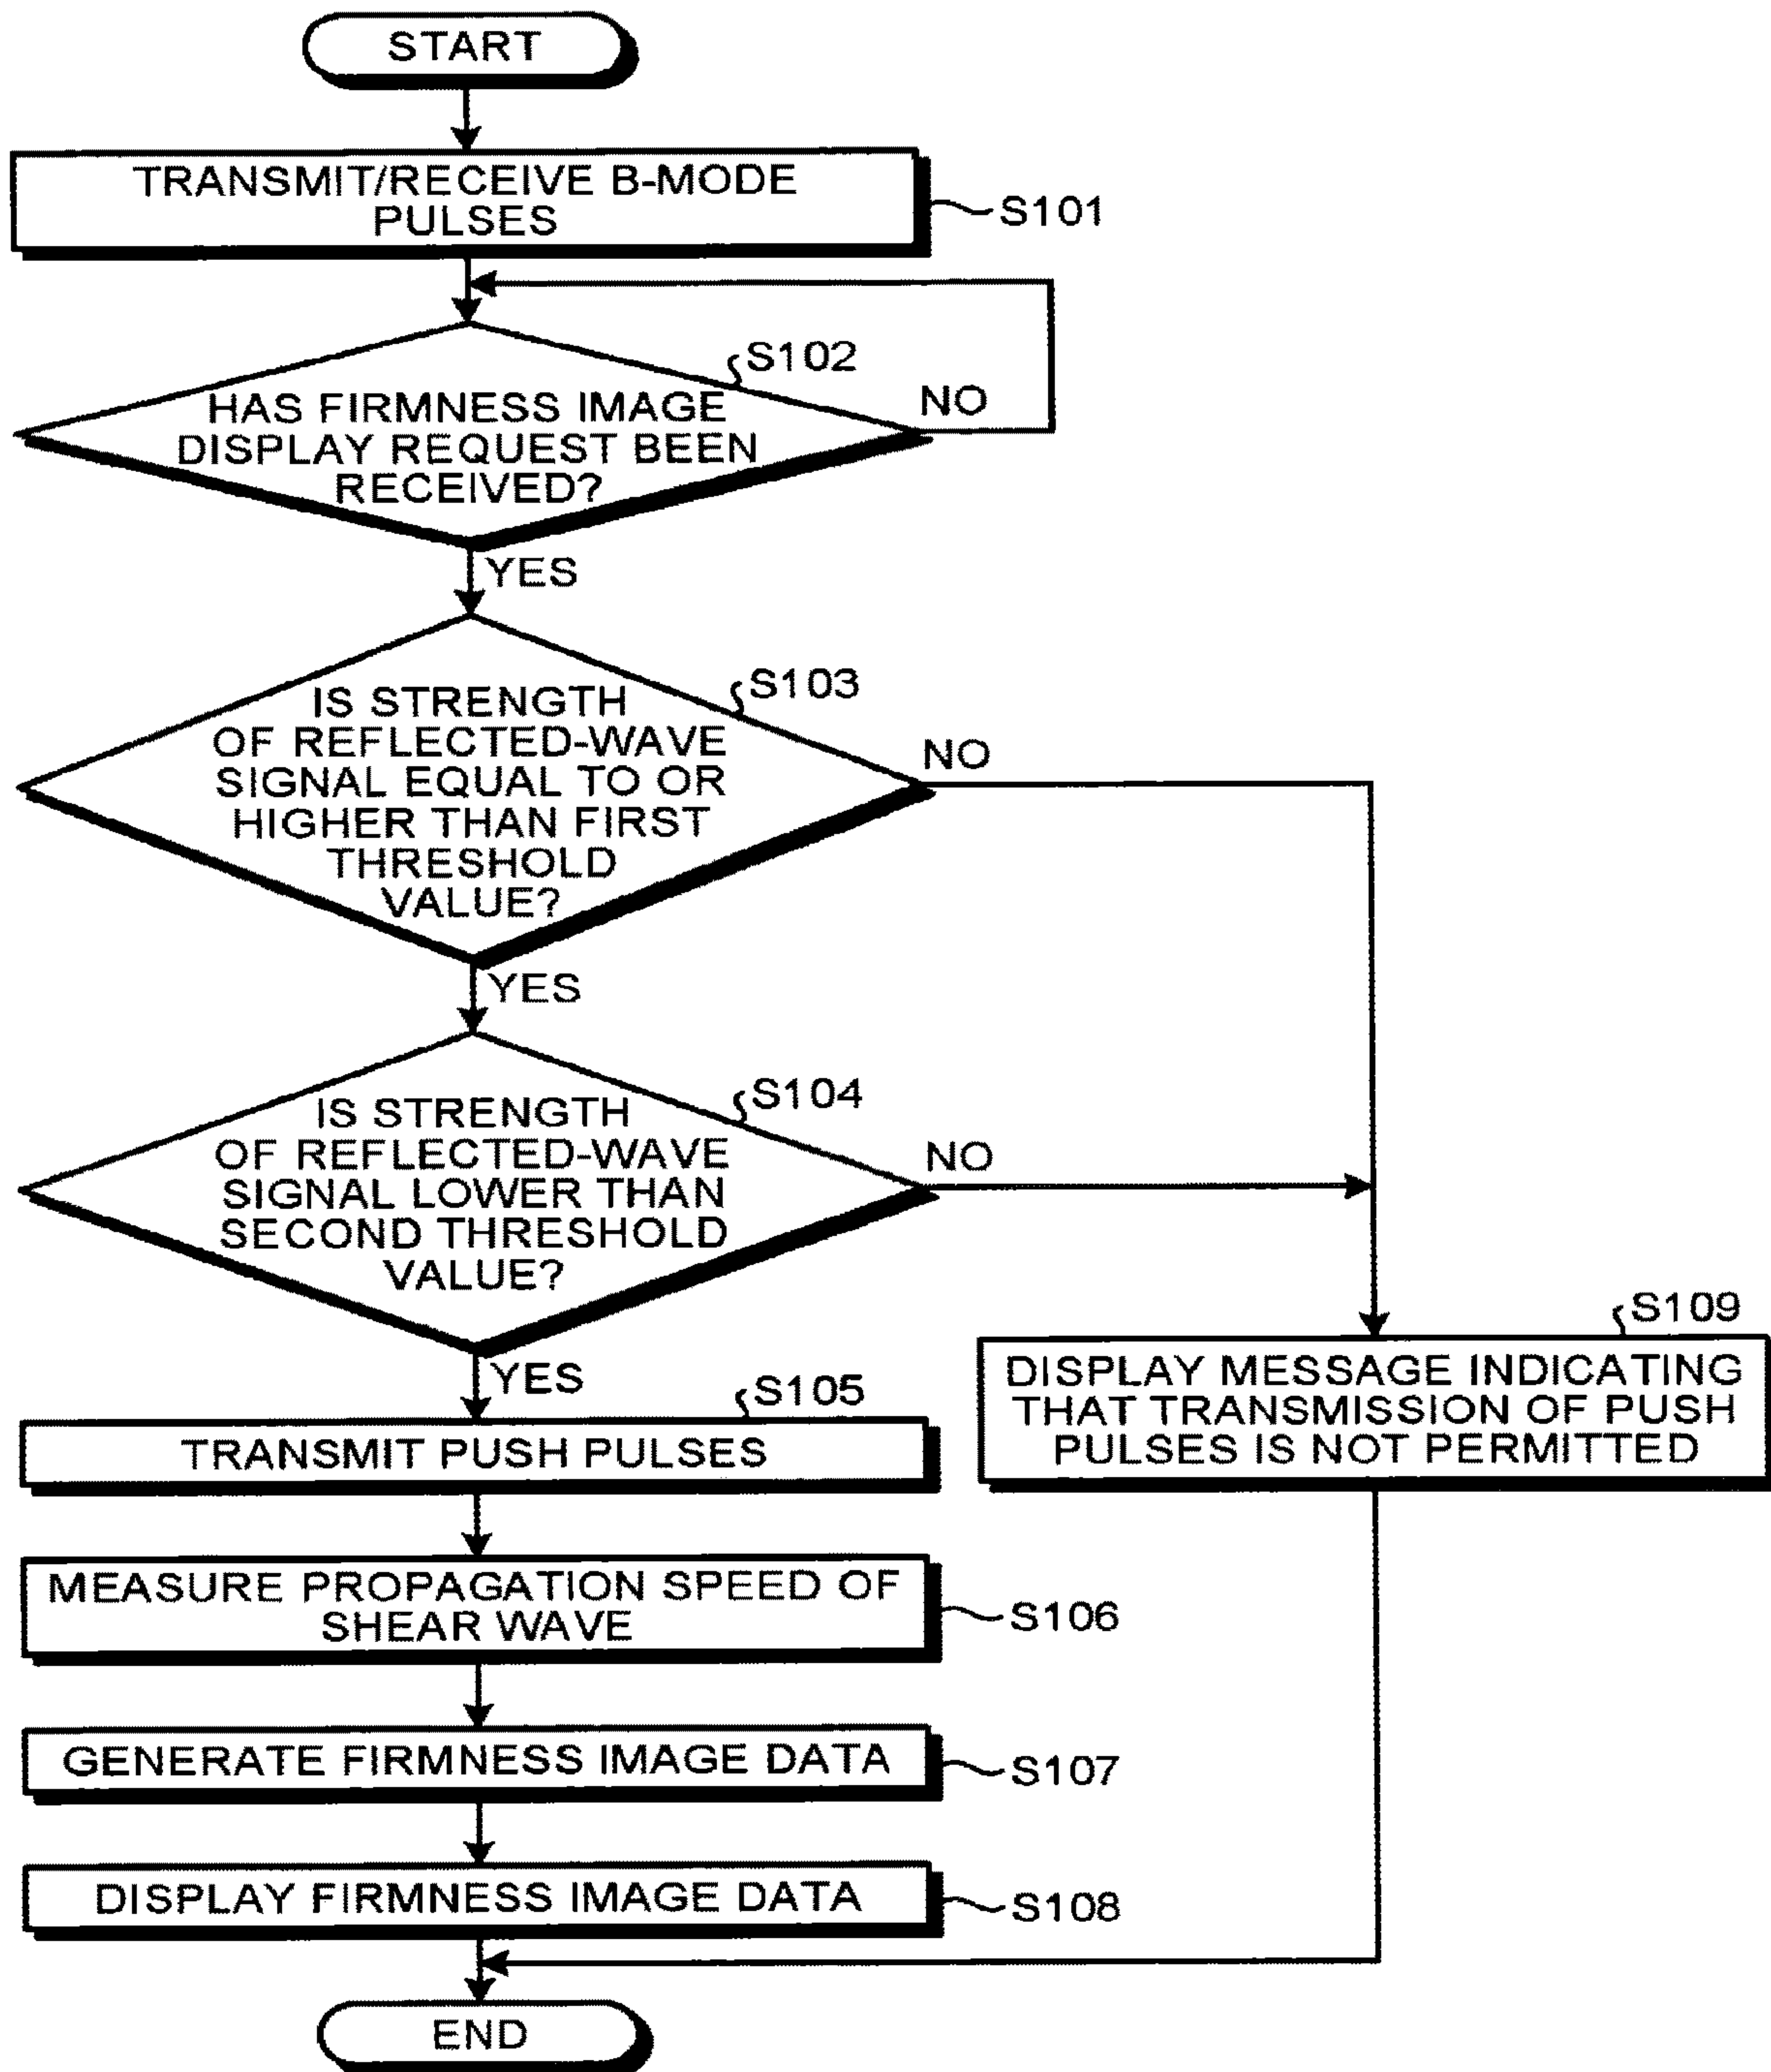 START
TRANSMIT/RECEIVE B-MODE
PULSES
S101
S102
HAS FIRMNESS IMAGE
DISPLAY REQUEST BEEN
RECEIVED?
NO
YES
S103
IS STRENGTH
OF REFLECTED-WAVE
SIGNAL EQUAL TO OR
HIGHER THAN FIRST
THRESHOLD
VALUE?
NO
YES
S104
IS STRENGTH
OF REFLECTED-WAVE
SIGNAL LOWER THAN
SECOND THRESHOLD
VALUE?
NO
YES
S109
DISPLAY MESSAGE INDICATING
THAT TRANSMISSION OF PUSH
PULSES IS NOT PERMITTED
S105
TRANSMIT PUSH PULSES
MEASURE PROPAGATION SPEED OF
SHEAR WAVE
S106
GENERATE FIRMNESS IMAGE DATA
S107
DISPLAY FIRMNESS IMAGE DATA
S108
END